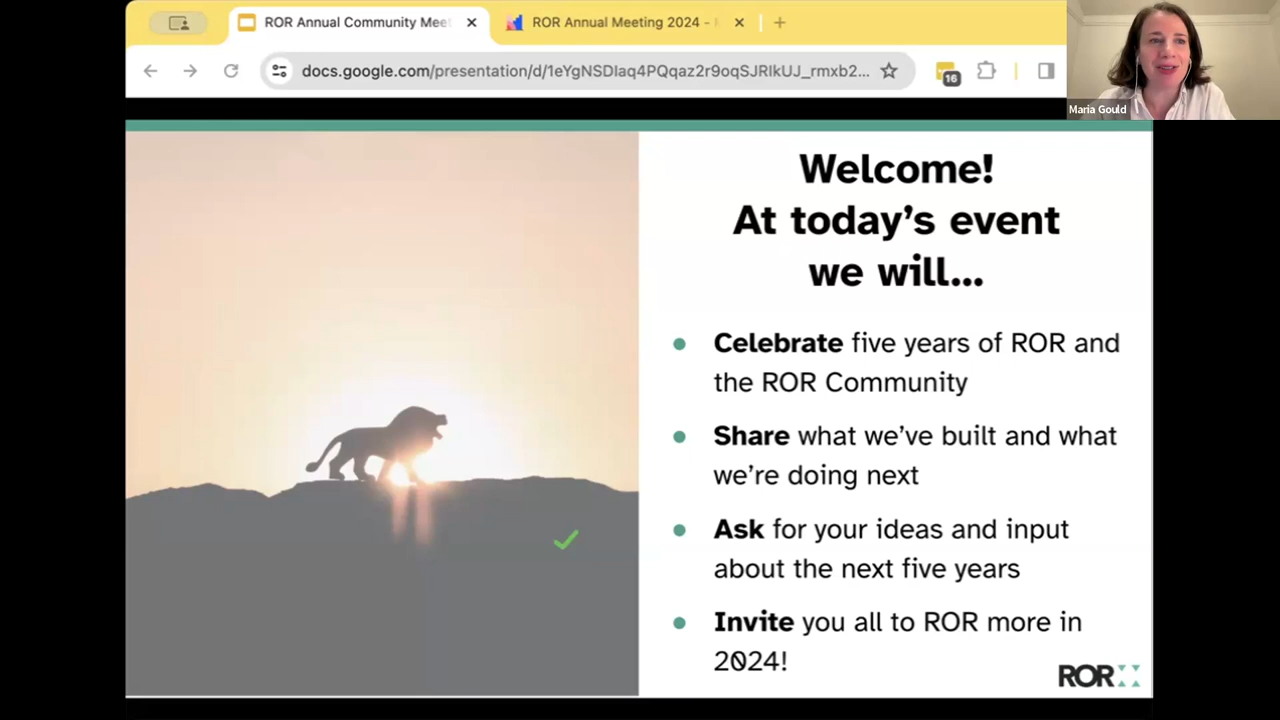 ROR Annual Community Meet
ROR Annual Meeting 2024 -
docs.google.com/presentation/d/1eYgNSDIaq4PQqaz2r9oqSJRIkUJ_rmxb2...
16
Maria Gould
Welcome!
At today’s event
we will...
Celebrate five years of ROR and
the ROR Community
Share what we’ve built and what
we’re doing next
Ask for your ideas and input
about the next five years
Invite you all to ROR more in
2024!
ROR